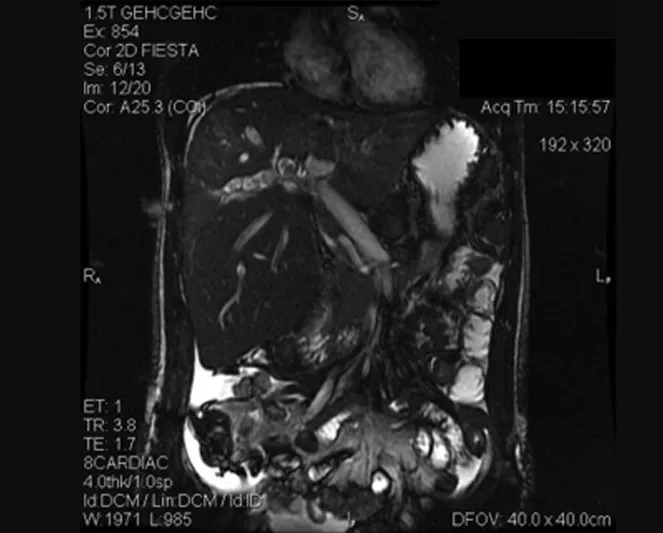 1.5T GEHCGEHC
Ex: 854
Cor 2D FIESTA
Se: 6/13
Im: 12/20
Cor: A25.3 (COI)
SA
Acq Tm: 15:15:57
192 x 320
ET: 1
TR: 3.8
TE: 1.7
8CARDIAC
4.0thk/1.0sp
Id:DCM / Lin:DCM / Id:ID
W:1971 L:985
DFOV: 40.0 x 40.0cm